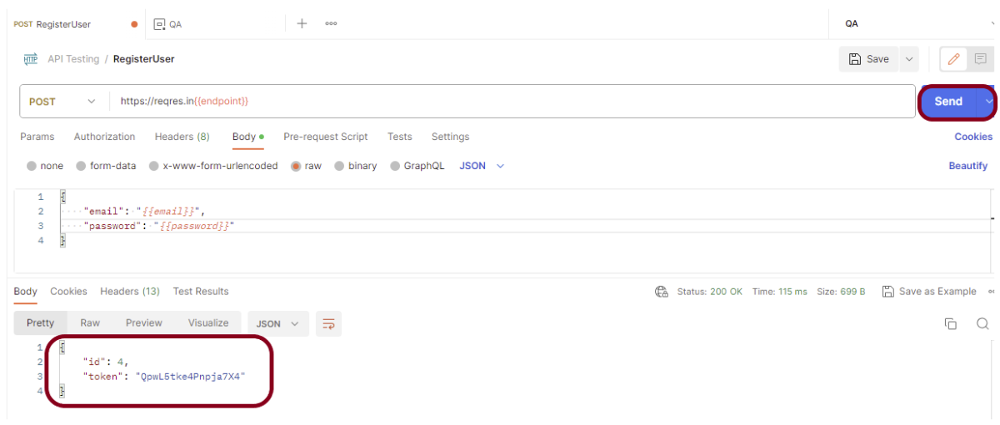 POST RegisterUser QA QA
HTTP API Testing / RegisterUser Save
POST https://reqres.in{{endpoint}} Send
Params Authorization Headers (8) Body Pre-request Script Tests Settings Cookies
none form-data x-www-form-urlencoded raw binary GraphQL JSON Beautify
1 {
2 "email": "{{email}}",
3 "password": "{{password}}"
4 }
Body Cookies Headers (13) Test Results Status: 200 OK Time: 115 ms Size: 699 B Save as Example
Pretty Raw Preview Visualize JSON
1 {
2 "id": 4,
3 "token": "QpwL5tke4Pnpja7X4"
4 }